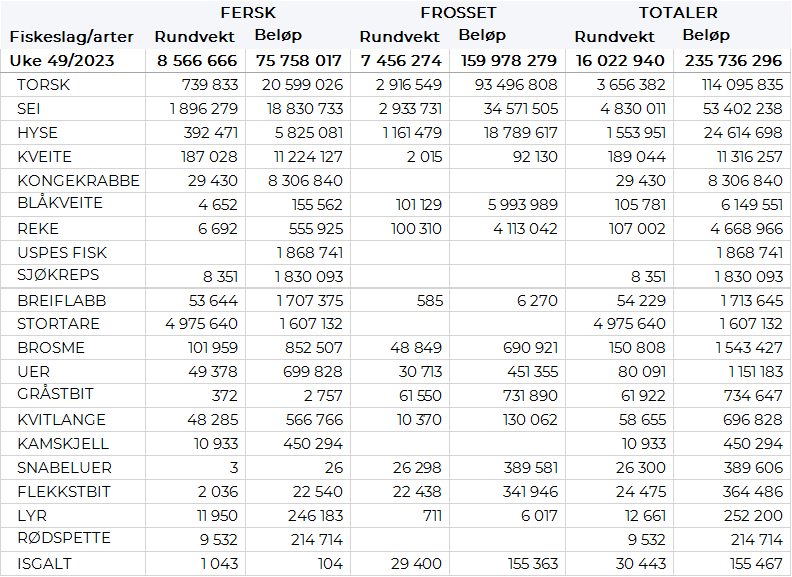 FERSK FROSSET TOTALER
Fiskeslag/arter Rundvekt Beløp Rundvekt Beløp Rundvekt Beløp
Uke 49/2023 8 566 666 75 758 017 7 456 274 159 978 279 16 022 940 235 736 296
TORSK 739 833 20 599 026 2 916 549 93 496 808 3 656 382 114 095 835
SEI 1 896 279 18 830 733 2 933 731 34 571 505 4 830 011 53 402 238
HYSE 392 471 5 825 081 1 161 479 18 789 617 1 553 951 24 614 698
KVEITE 187 028 11 224 127 2 015 92 130 189 044 11 316 257
KONGEKRABBE 29 430 8 306 840 29 430 8 306 840
BLÅKVEITE 4 652 155 562 101 129 5 993 989 105 781 6 149 551
REKE 6 692 555 925 100 310 4 113 042 107 002 4 668 966
USPES FISK 1 868 741 1 868 741
SJØKREPS 8 351 1 830 093 8 351 1 830 093
BREIFLABB 53 644 1 707 375 585 6 270 54 229 1 713 645
STORTARE 4 975 640 1 607 132 4 975 640 1 607 132
BROSME 101 959 852 507 48 849 690 921 150 808 1 543 427
UER 49 378 699 828 30 713 451 355 80 091 1 151 183
GRÅSTBIT 372 2 757 61 550 731 890 61 922 734 647
KVITLANGE 48 285 566 766 10 370 130 062 58 655 696 828
KAMSKJELL 10 933 450 294 10 933 450 294
SNABELUER 3 26 26 298 389 581 26 300 389 606
FLEKKSTBIT 2 036 22 540 22 438 341 946 24 475 364 486
LYR 11 950 246 183 711 6 017 12 661 252 200
RØDSPETTE 9 532 214 714 9 532 214 714
ISGALT 1 043 104 29 400 155 363 30 443 155 467